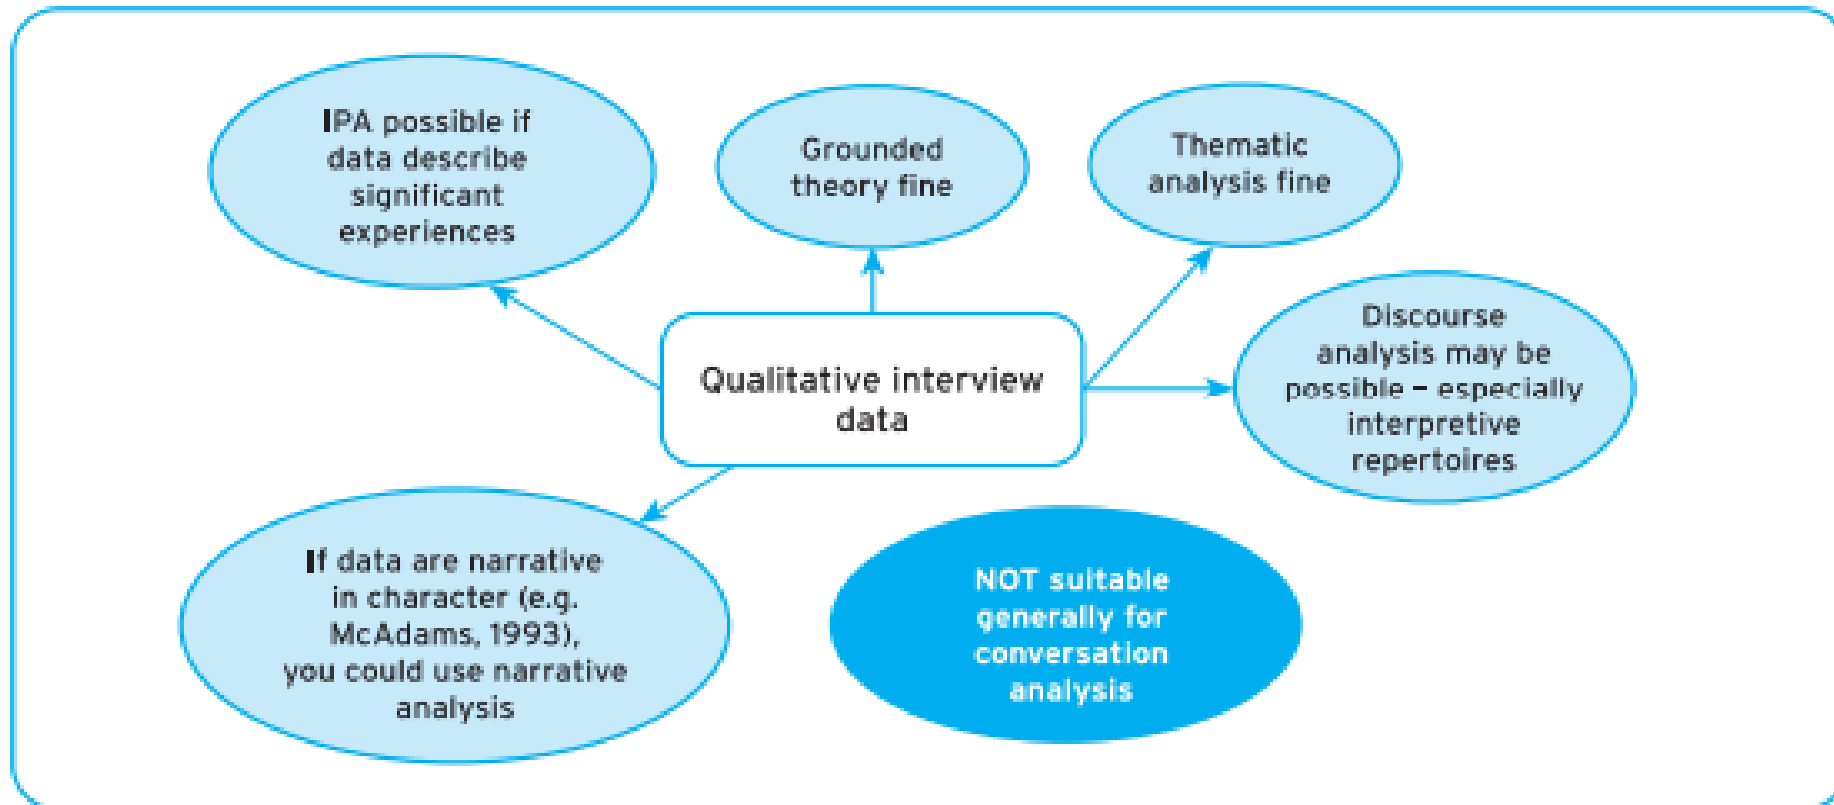 IPA possible if
data describe
significant
experiences
Grounded
theory fine
Thematic
analysis fine
Qualitative interview
data
Discourse
analysis may be
possible – especially
interpretive
repertoires
If data are narrative
in character (e.g.
McAdams, 1993),
you could use narrative
analysis
NOT suitable
generally for
conversation
analysis